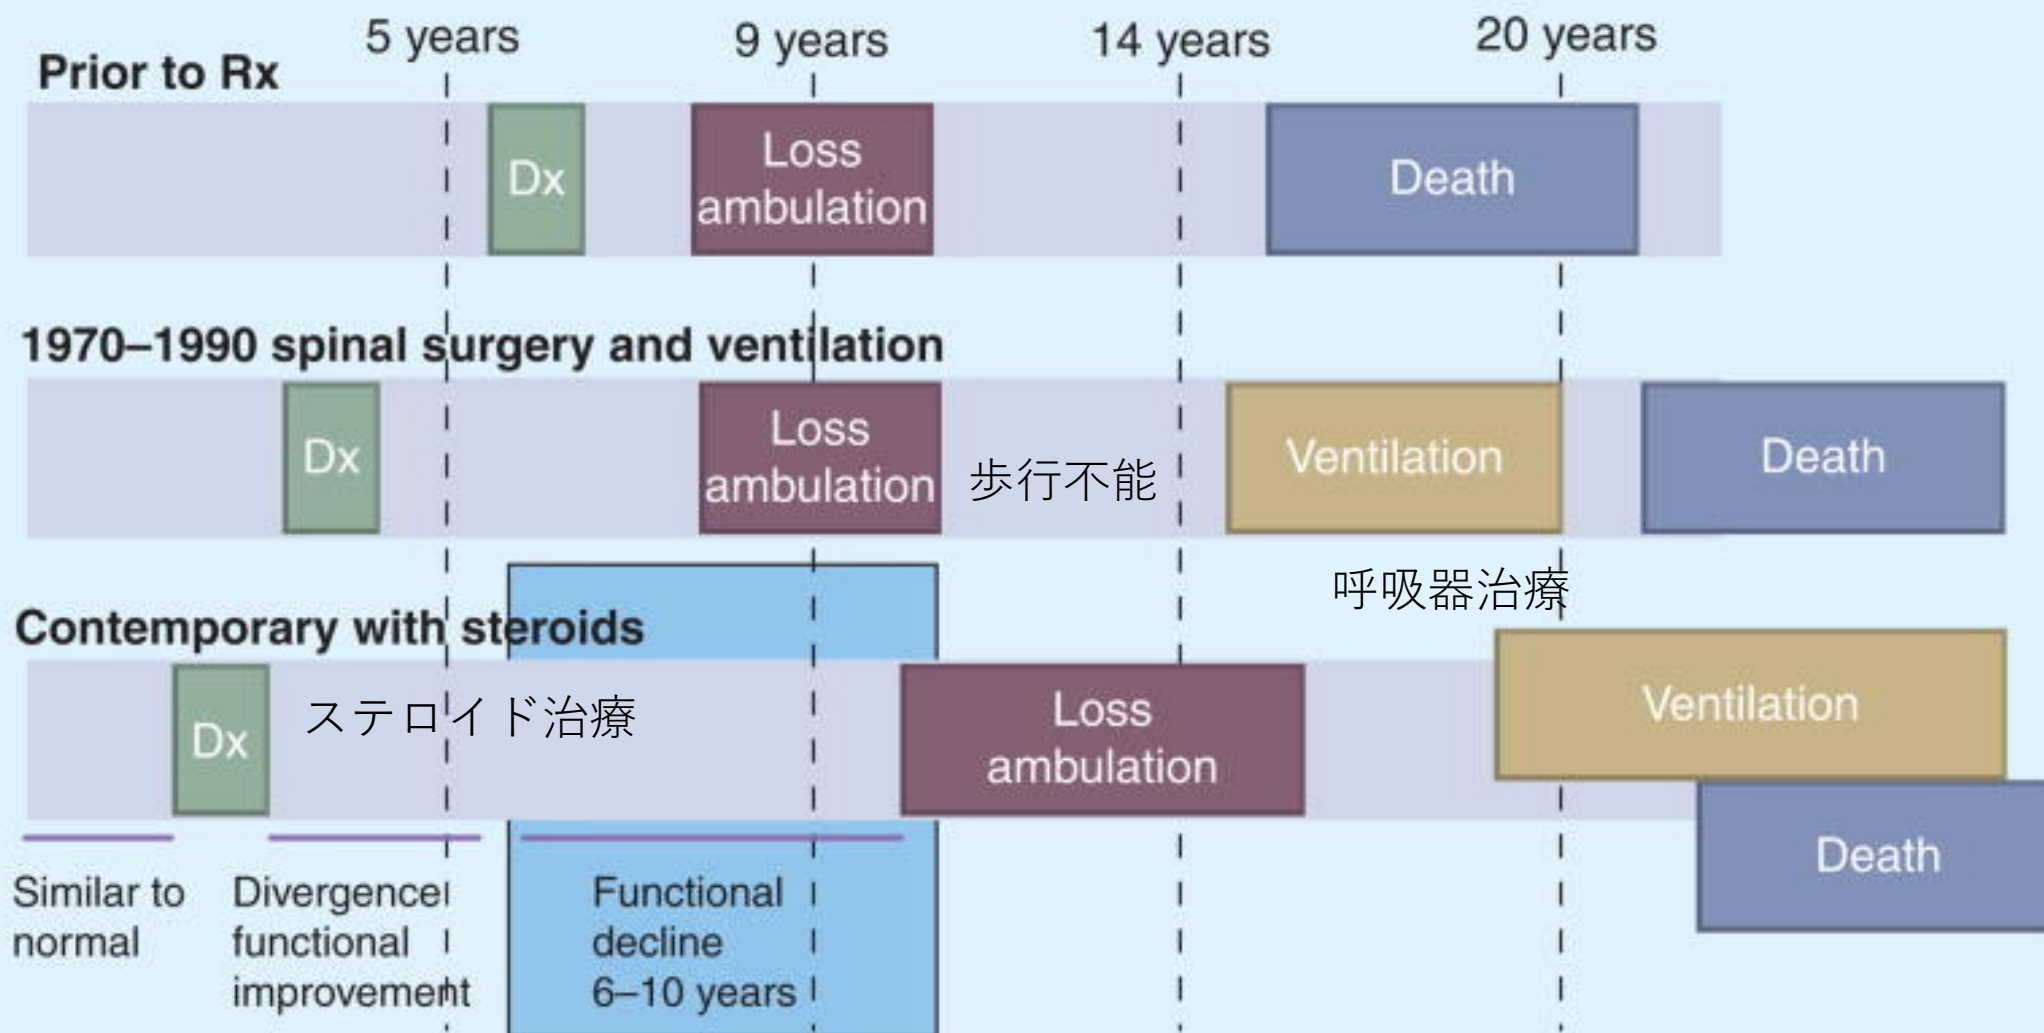 5 years
9 years
14 years
20 years
Prior to Rx
Dx
Loss
ambulation
Death
1970–1990 spinal surgery and ventilation
Dx
Loss
ambulation
歩行不能
Ventilation
Death
呼吸器治療
Contemporary with steroids
Dx
ステロイド治療
Loss
ambulation
Ventilation
Death
Similar to
normal
Divergence
functional
improvement
Functional
decline
6–10 years